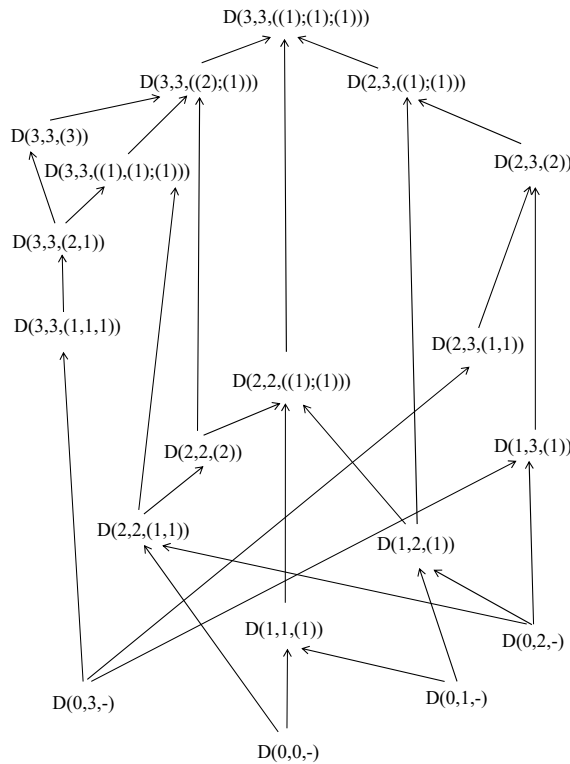 D(3,3,((1);(1);(1)))
D(3,3,((2);(1)))
D(2,3,((1);(1)))
D(3,3,(3))
D(3,3,((1),(1);(1)))
D(2,3,(2))
D(3,3,(2,1))
D(3,3,(1,1,1))
D(2,3,(1,1))
D(2,2,((1);(1)))
D(2,2,(2))
D(1,3,(1))
D(2,2,(1,1))
D(1,2,(1))
D(1,1,(1))
D(0,2,-)
D(0,3,-)
D(0,1,-)
D(0,0,-)